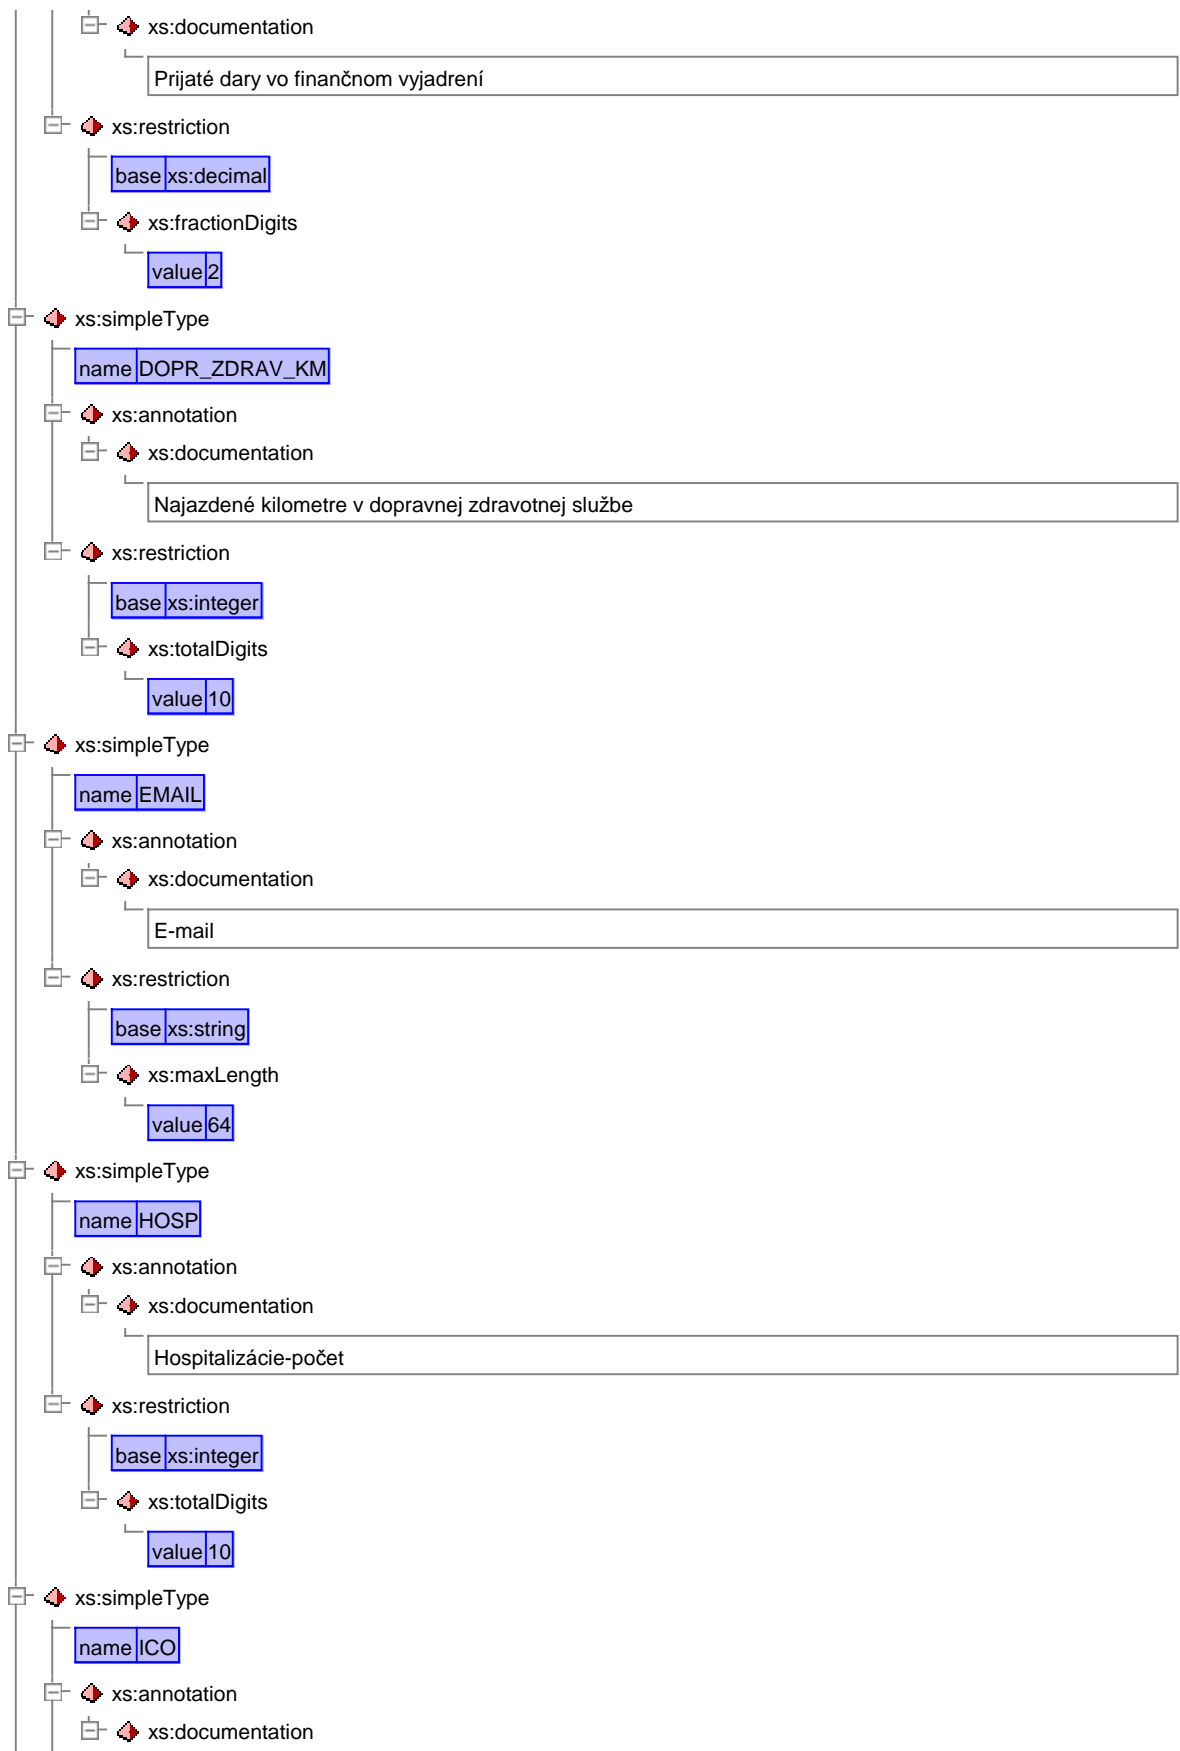 xs:documentation
Prijaté dary vo finančnom vyjadrení
xs:restriction
base xs:decimal
xs:fractionDigits
value 2
xs:simpleType
name DOPR_ZDRAV_KM
xs:annotation
xs:documentation
Najazdené kilometre v dopravnej zdravotnej službe
xs:restriction
base xs:integer
xs:totalDigits
value 10
xs:simpleType
name EMAIL
xs:annotation
xs:documentation
E-mail
xs:restriction
base xs:string
xs:maxLength
value 64
xs:simpleType
name HOSP
xs:annotation
xs:documentation
Hospitalizácie-počet
xs:restriction
base xs:integer
xs:totalDigits
value 10
xs:simpleType
name ICO
xs:annotation
xs:documentation